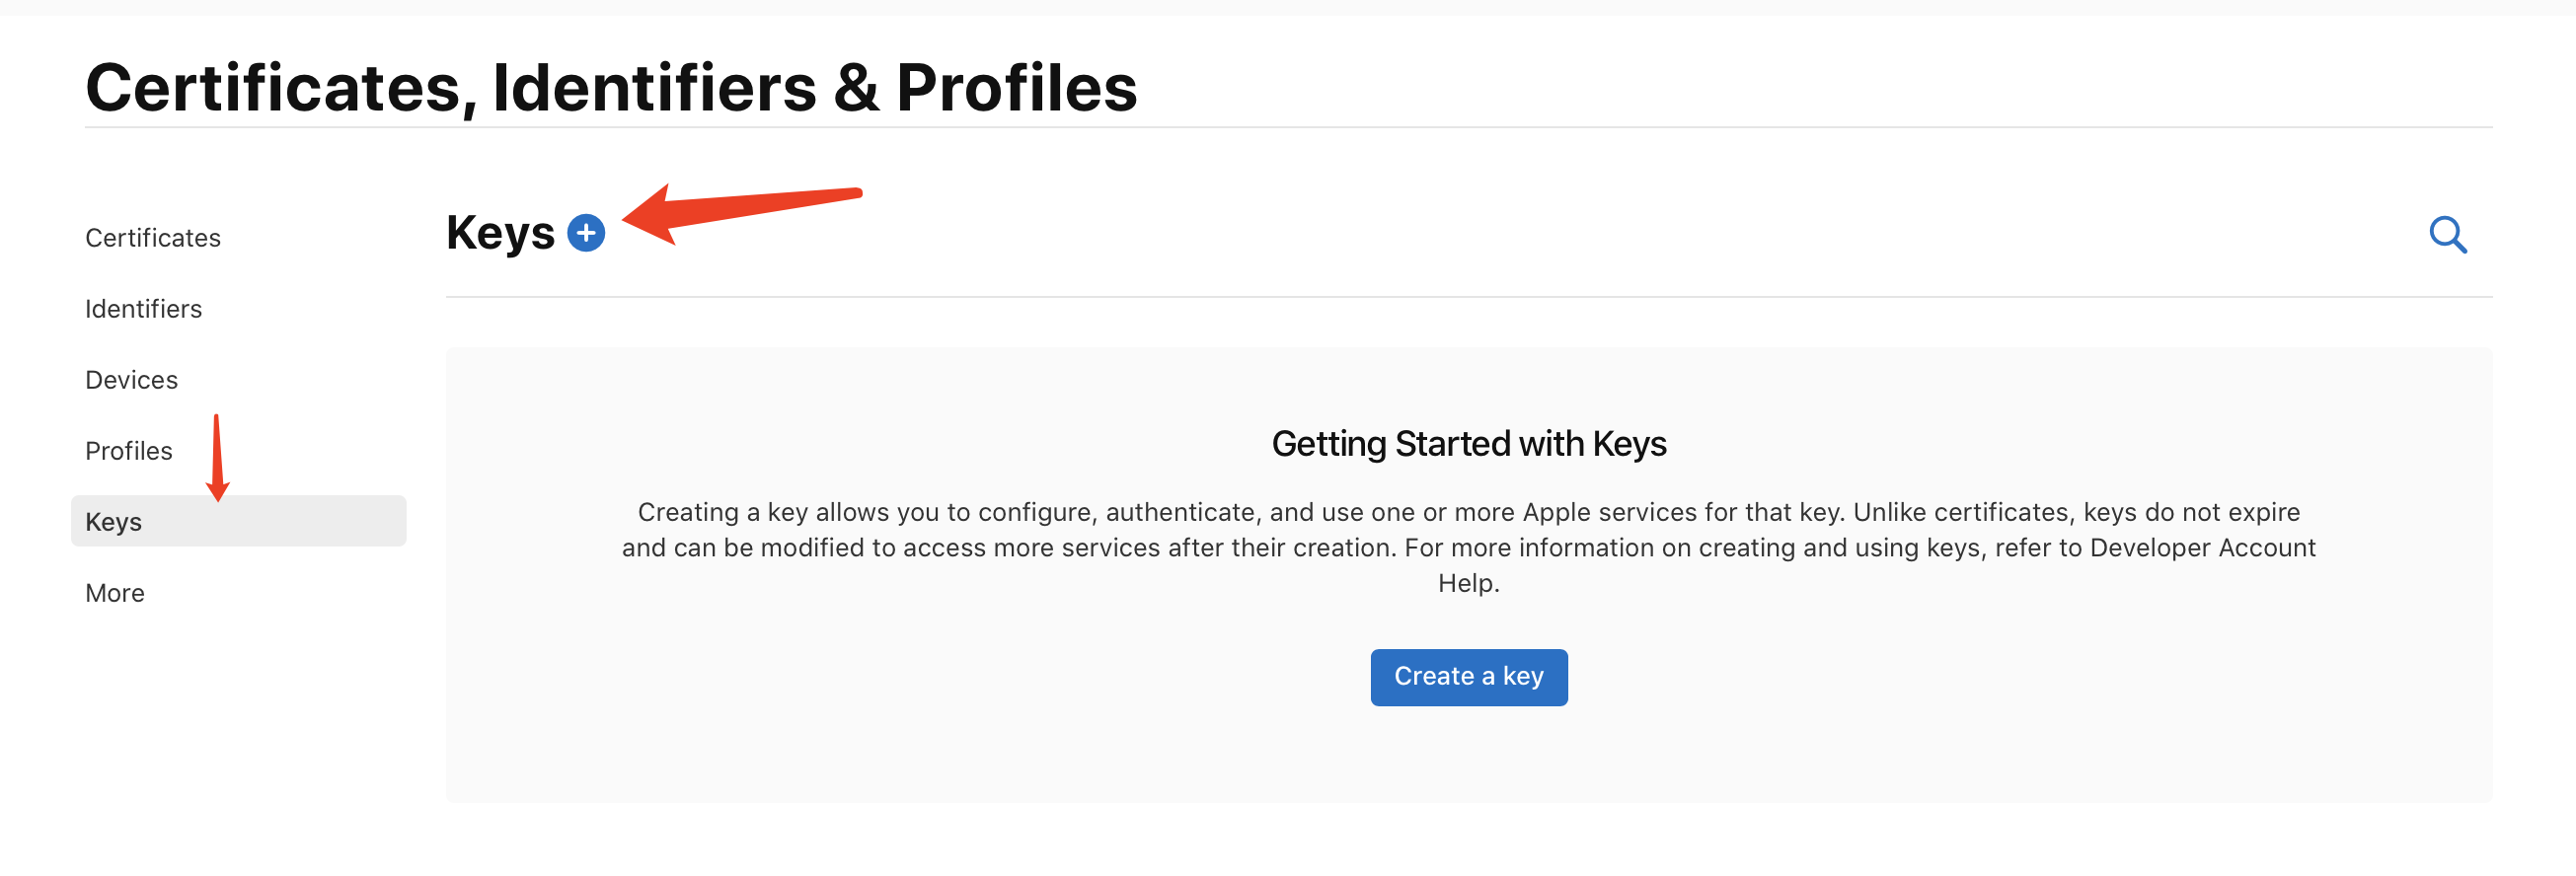 Certificates, Identifiers & Profiles
Certificates
Identifiers
Devices
Profiles
Keys
More
Keys
Getting Started with Keys
Creating a key allows you to configure, authenticate, and use one or more Apple services for that key. Unlike certificates, keys do not expire
and can be modified to access more services after their creation. For more information on creating and using keys, refer to Developer Account
Help.
Create a key